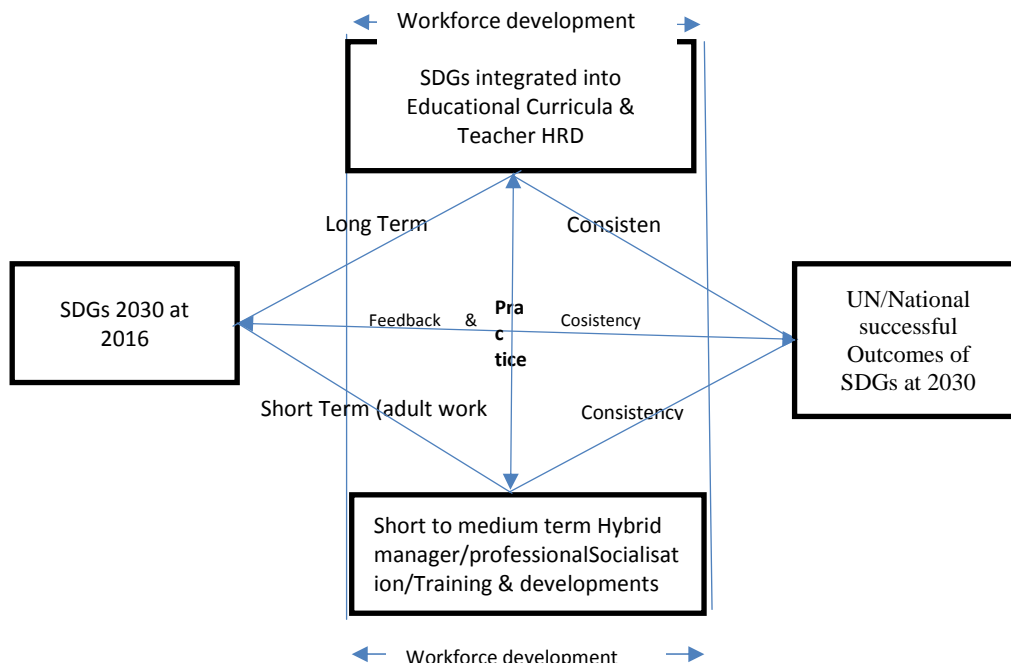 Workforce development
SDGs integrated into
Educational Curricula &
Teacher HRD
Long Term
Consisten
SDGs 2030 at
2016
Feedback & Cosistency
Pra
c
tice
UN/National
successful
Outcomes of
SDGs at 2030
Short Term (adult work
Consistency
Short to medium term Hybrid
manager/professionalSocialisat
ion/Training & developments
Workforce development